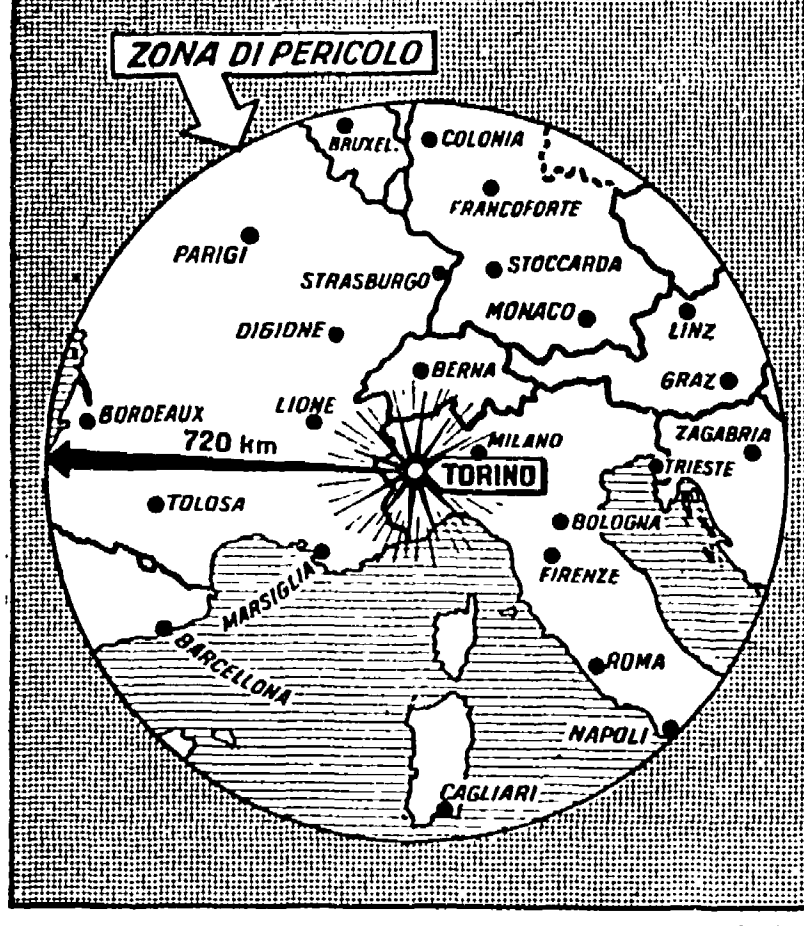 ZONA DI PERICOLO
BRUXEL.
COLONIA
FRANCOFORTE
PARIGI
STRASBURGO
STOCCARDA
MONACO
LINZ
DIGIONE
BERNA
GRAZ
BORDEAUX
LIONE
720 km
MILANO
ZAGABRIA
TORINO
TRIESTE
TOLOSA
BOLOGNA
FIRENZE
MARSIGLIA
BARCELLONA
ROMA
NAPOLI
CAGLIARI